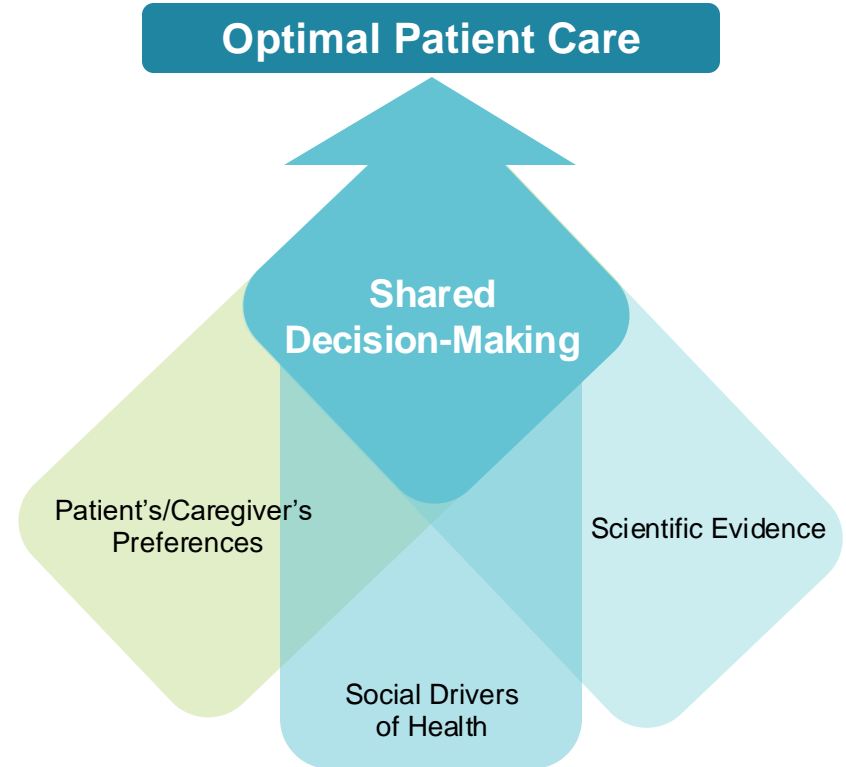 Optimal Patient Care
Shared
Decision-Making
Patient's/Caregiver's
Preferences
Scientific Evidence
Social Drivers
of Health